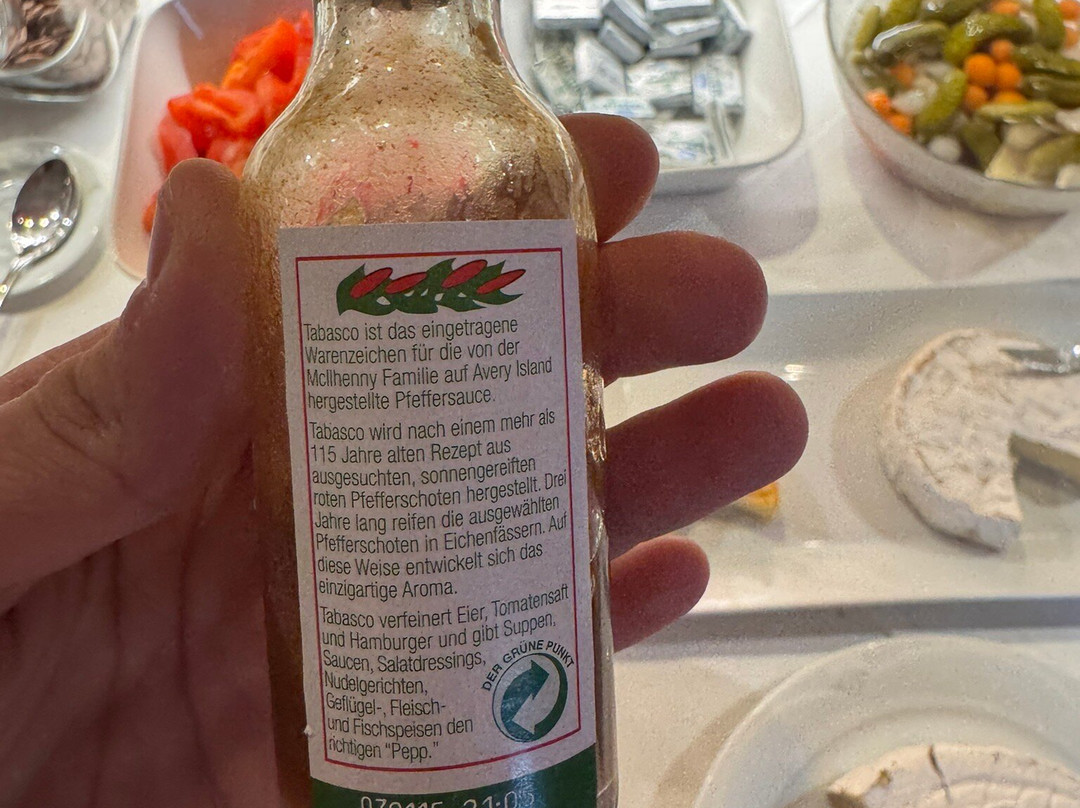 Tabasco ist das eingetragene
Warenzeichen für die von der
McIlhenny Familie auf Avery Island
hergestellte Pfeffersauce.
Tabasco wird nach einem mehr als
115 Jahre alten Rezept aus
ausgesuchten, sonnengereiften
roten Pfefferschoten hergestellt. Drei
Jahre lang reifen die ausgewählten
Pfefferschoten in Eichenfässern. Auf
diese Weise entwickelt sich das
einzigartige Aroma.
Tabasco verfeinert Eier, Tomatensaft
und Hamburger und gibt Suppen,
Saucen, Salatdressings,
Nudelgerichten,
Geflügel-, Fleisch-
und Fischspeisen den
richtigen "Pepp."
DER GRÜNE PUNKT